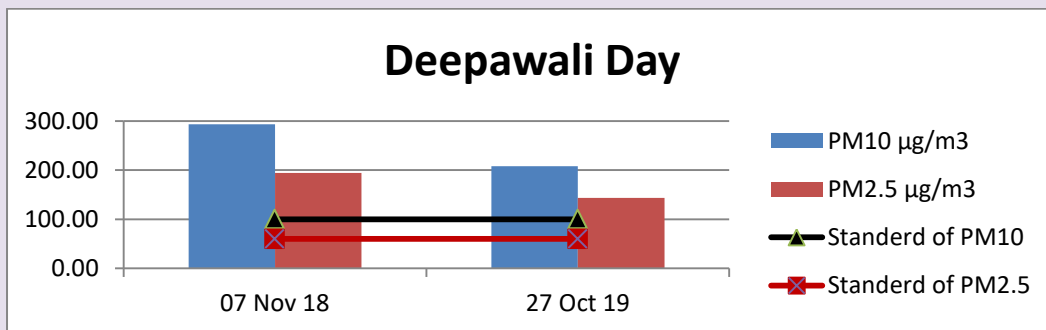 Deepawali Day
300.00
200.00
100.00
0.00
07 Nov 18
27 Oct 19
PM10 µg/m3
PM2.5 µg/m3
Standerd of PM10
Standerd of PM2.5